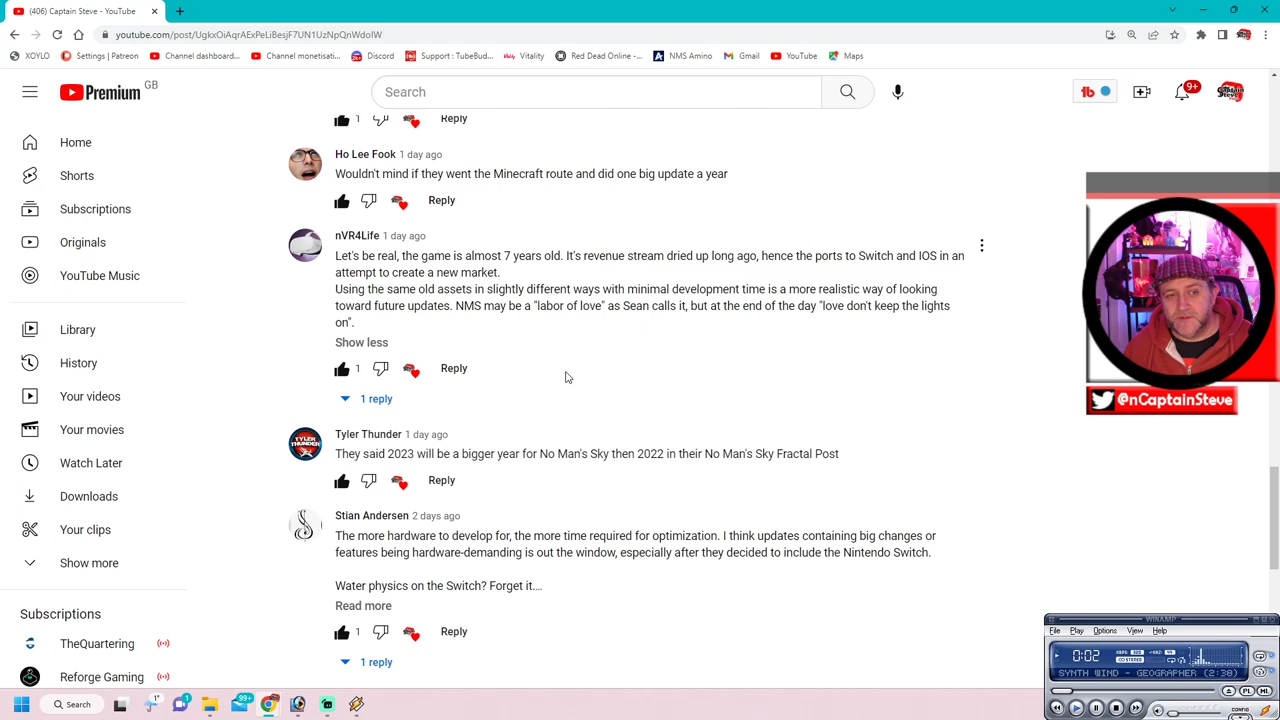 (406) Captain Steve - YouTube
youtube.com/post/UgkxOiAqrAExPeLiBesjF7UN1UzNpQnWdoIW
XOYLO
Settings | Patreon
Channel dashboard...
Channel monetisati...
Discord
Support : TubeBud...
Vitality
Red Dead Online -...
NMS Amino
Gmail
YouTube
Maps
Premium GB
Search
9+
1 Reply
Home
Shorts
Subscriptions
Originals
YouTube Music
Library
History
Your videos
Your movies
Watch Later
Downloads
Your clips
Show more
Subscriptions
TheQuartering
Reforge Gaming
Ho Lee Fook 1 day ago
Wouldn't mind if they went the Minecraft route and did one big update a year
Reply
nVR4Life 1 day ago
Let's be real, the game is almost 7 years old. It's revenue stream dried up long ago, hence the ports to Switch and IOS in an
attempt to create a new market.
Using the same old assets in slightly different ways with minimal development time is a more realistic way of looking
toward future updates. NMS may be a "labor of love" as Sean calls it, but at the end of the day "love don't keep the lights
on".
Show less
1 Reply
1 reply
Tyler Thunder 1 day ago
They said 2023 will be a bigger year for No Man's Sky then 2022 in their No Man's Sky Fractal Post
Reply
Stian Andersen 2 days ago
The more hardware to develop for, the more time required for optimization. I think updates containing big changes or
features being hardware-demanding is out the window, especially after they decided to include the Nintendo Switch.
Water physics on the Switch? Forget it....
Read more
1 Reply
1 reply
@nCaptainSteve
WINAMP
File Play Options View Help
0:02
SYNTH WIND - GEOGRAPHER (2:38)
PL ML
CONFIG
Search
1°
1
99+
TYLER
THUNDER